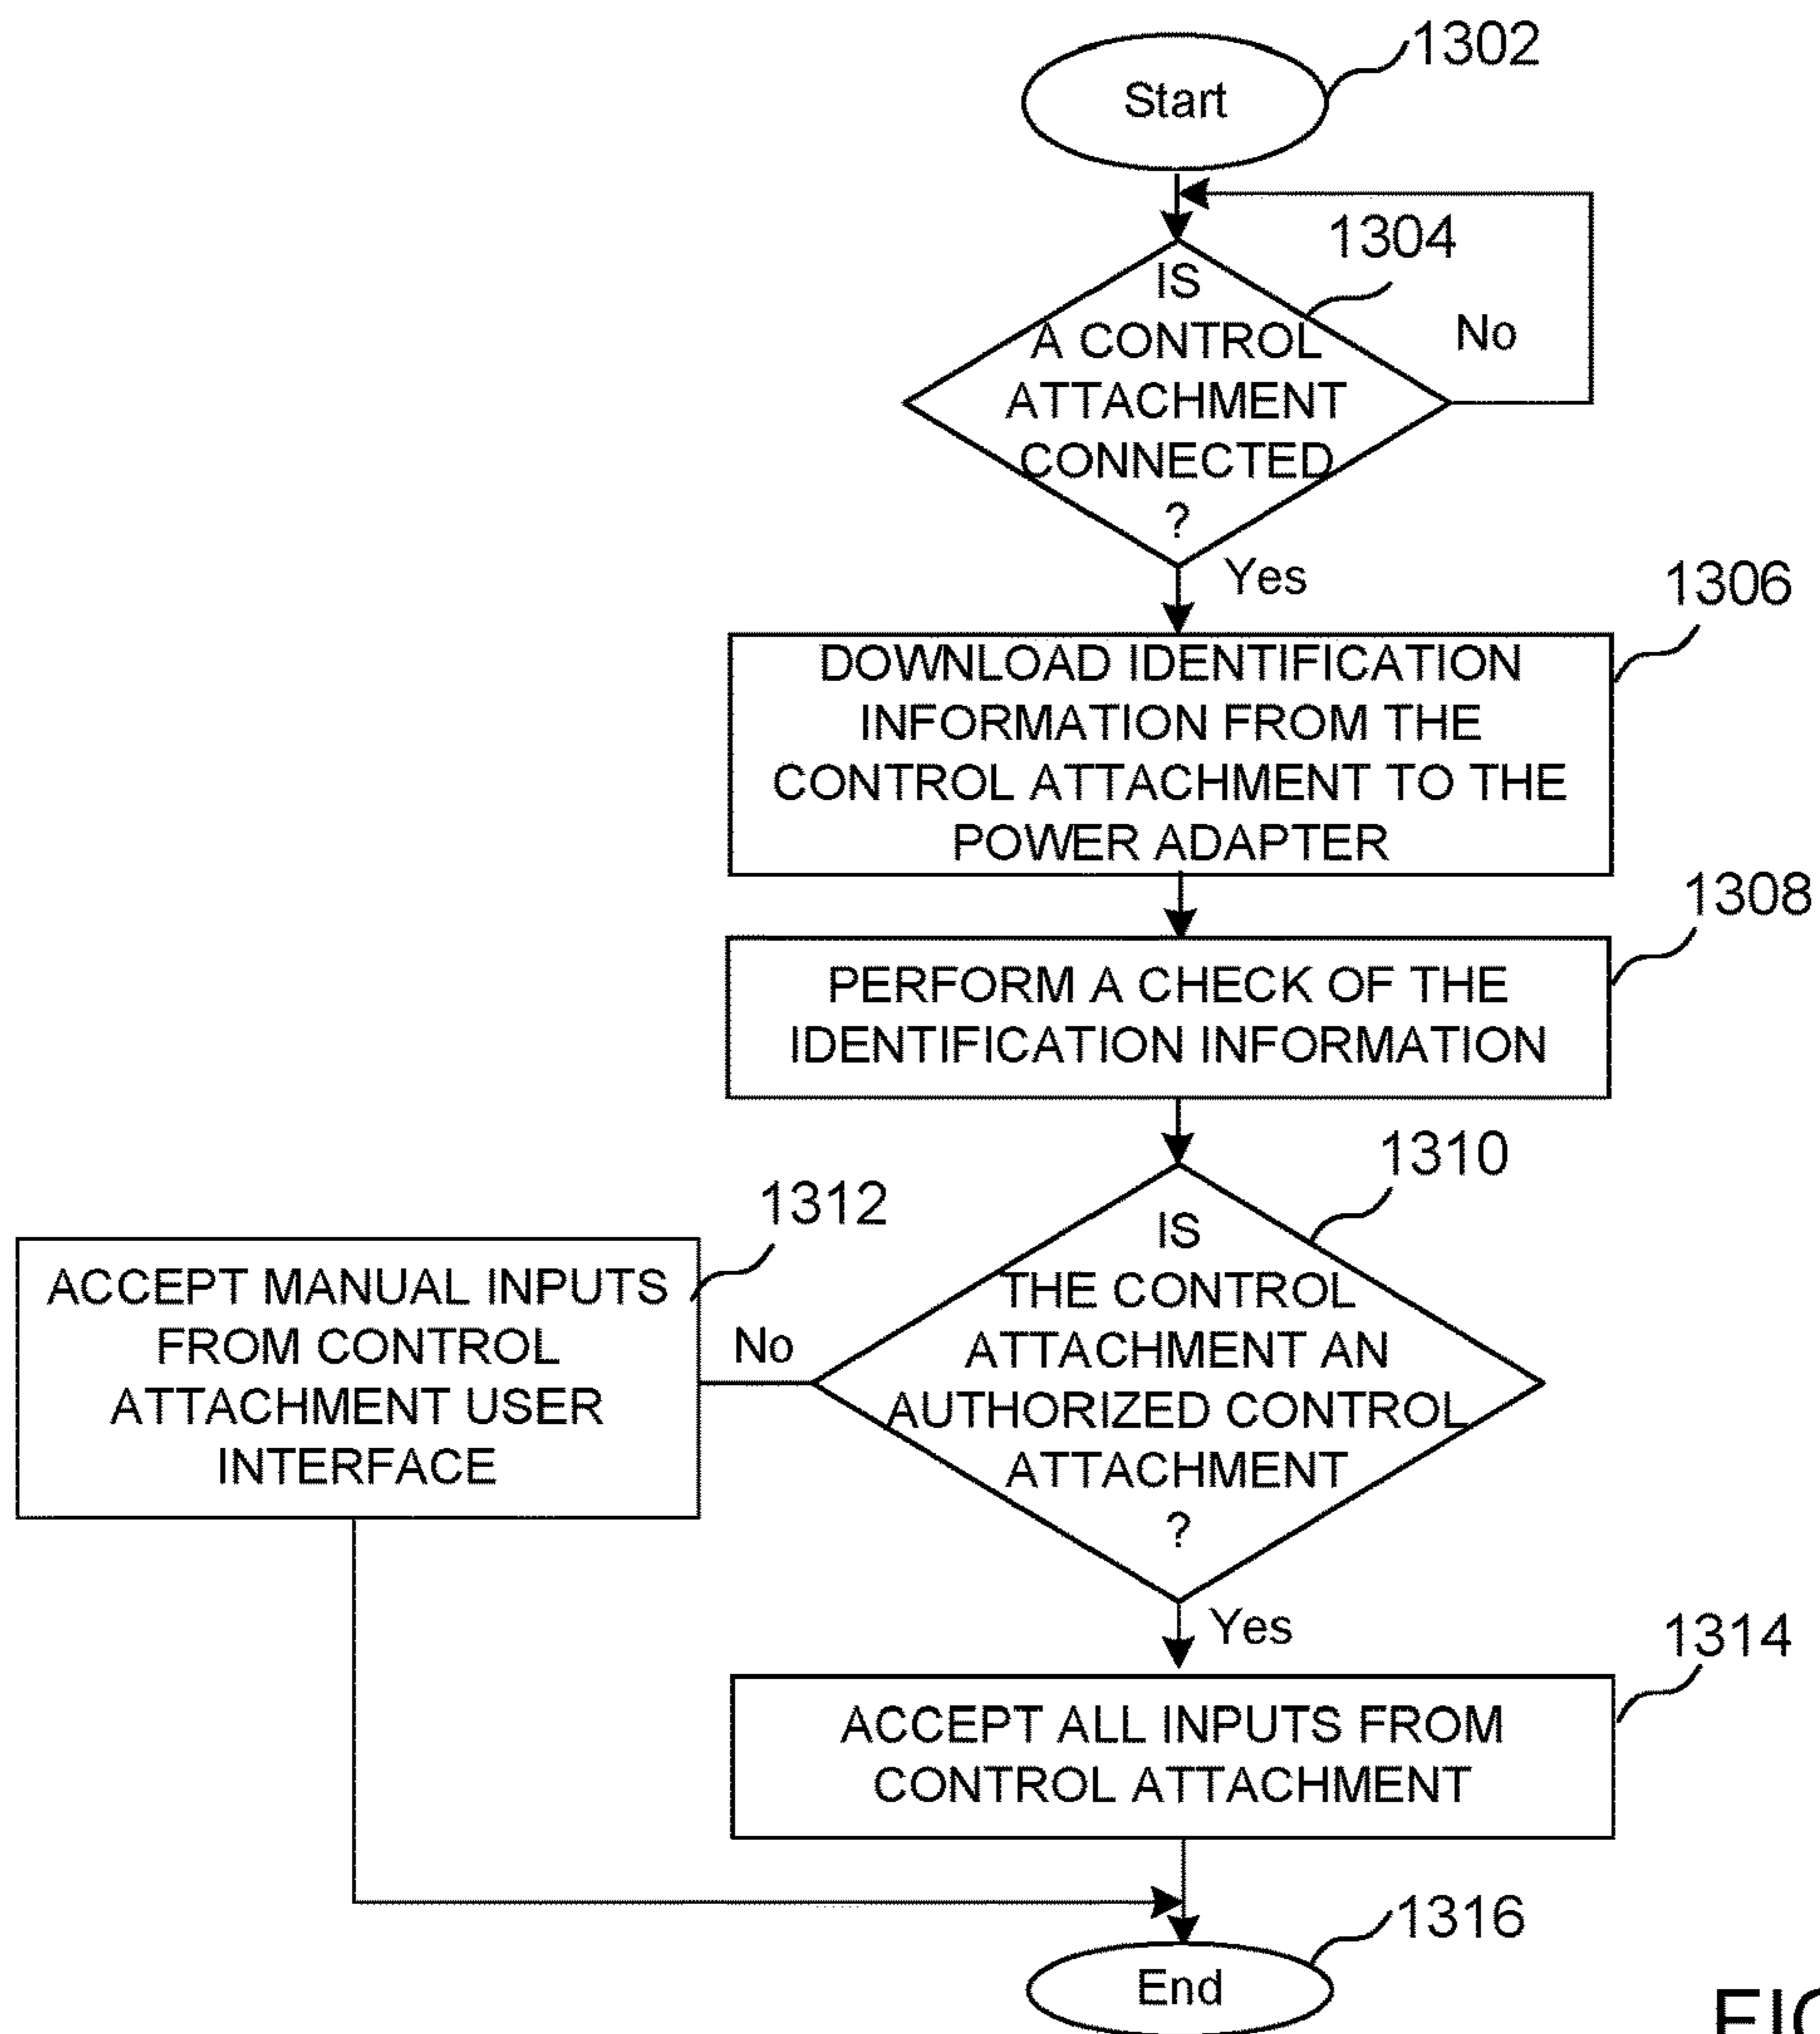 1302
Start
1304
IS
A CONTROL
ATTACHMENT
CONNECTED
?
No
Yes
1306
DOWNLOAD IDENTIFICATION
INFORMATION FROM THE
CONTROL ATTACHMENT TO THE
POWER ADAPTER
1308
PERFORM A CHECK OF THE
IDENTIFICATION INFORMATION
1310
IS
THE CONTROL
ATTACHMENT AN
AUTHORIZED CONTROL
ATTACHMENT
?
No
1312
ACCEPT MANUAL INPUTS
FROM CONTROL
ATTACHMENT USER
INTERFACE
Yes
1314
ACCEPT ALL INPUTS FROM
CONTROL ATTACHMENT
1316
End